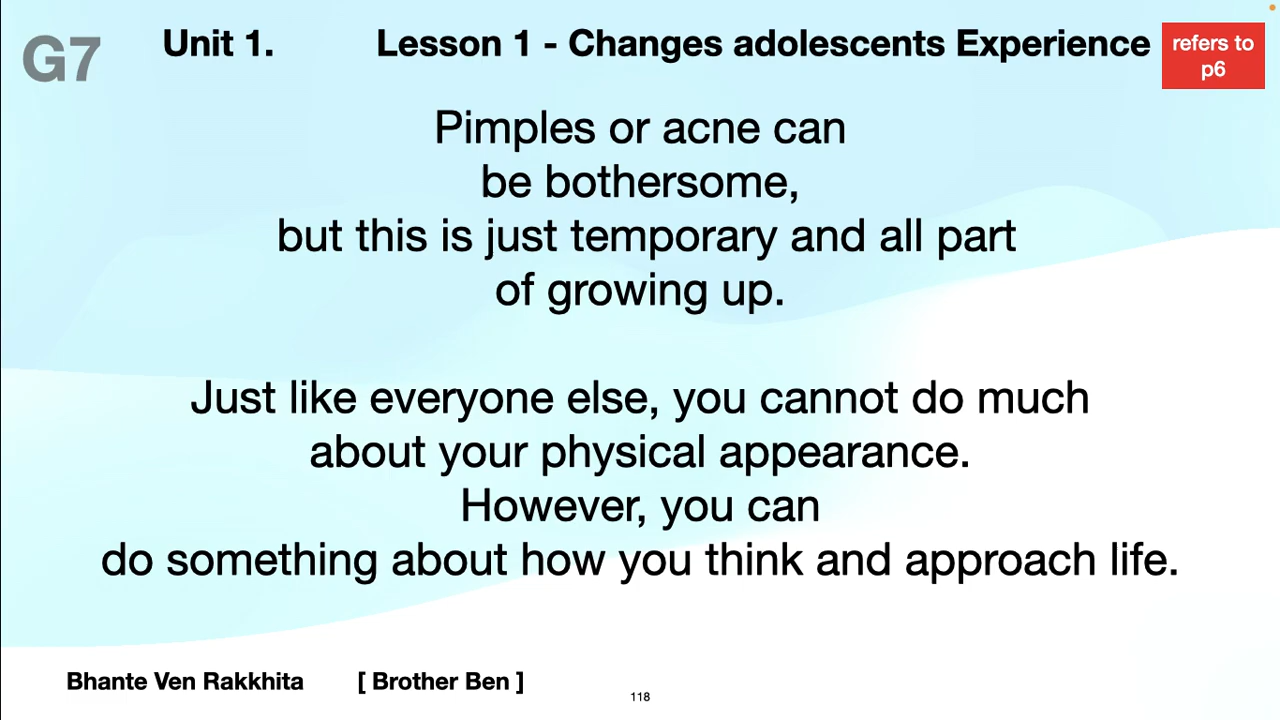 G7
Unit 1. Lesson 1 - Changes adolescents Experience
refers to
p6
Pimples or acne can
be bothersome,
but this is just temporary and all part
of growing up.
Just like everyone else, you cannot do much
about your physical appearance.
However, you can
do something about how you think and approach life.
Bhante Ven Rakkhita [ Brother Ben ]
118